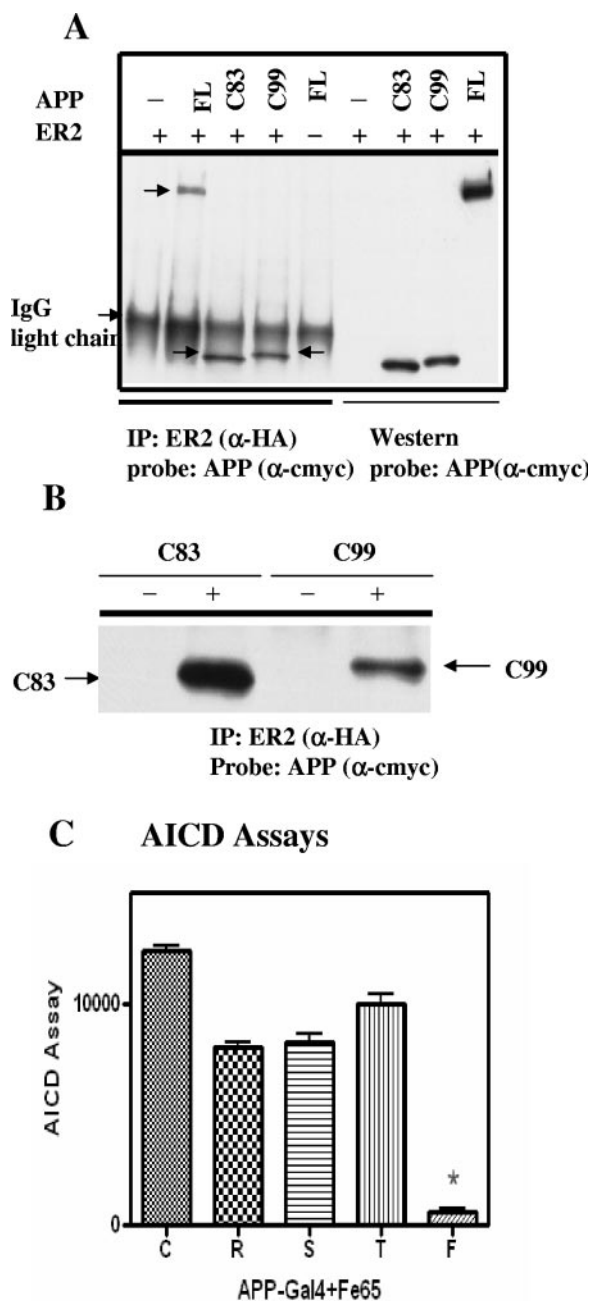 A
APP – FL C83 C99 FL – C83 C99 FL
ER2 + + + + – + + + +
IgG
light chain
IP: ER2 (α-HA)
probe: APP (α-cmyc)
Western
probe: APP(α-cmyc)
B
C83 C99
– + – +
C83 C99
IP: ER2 (α-HA)
Probe: APP (α-cmyc)
C AICD Assays
AICD Assay
10000
0
*
C R S T F
APP-Gal4+Fe65